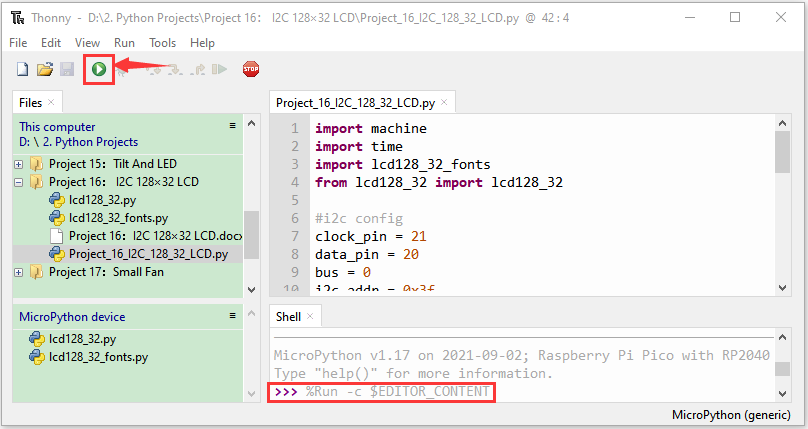 Thonny - D:\2. Python Projects\Project 16： I2C 128×32 LCD\Project_16_I2C_128_32_LCD.py @ 42 : 4
File Edit View Run Tools Help
STOP
Files
This computer
D: \ 2. Python Projects
Project 15：Tilt And LED
Project 16： I2C 128×32 LCD
lcd128_32.py
lcd128_32_fonts.py
Project 16：I2C 128×32 LCD.docx
Project_16_I2C_128_32_LCD.py
Project 17：Small Fan
MicroPython device
lcd128_32.py
lcd128_32_fonts.py
Project_16_I2C_128_32_LCD.py
1 import machine
2 import time
3 import lcd128_32_fonts
4 from lcd128_32 import lcd128_32
5
6 #i2c config
7 clock_pin = 21
8 data_pin = 20
9 bus = 0
10 i2c_addr = 0x3f
Shell
MicroPython v1.17 on 2021-09-02; Raspberry Pi Pico with RP2040
Type "help()" for more information.
>>> %Run -c $EDITOR_CONTENT
MicroPython (generic)